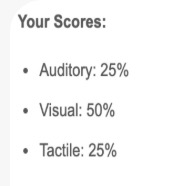 Your Scores:
• Auditory: 25%
• Visual: 50%
• Tactile: 25%